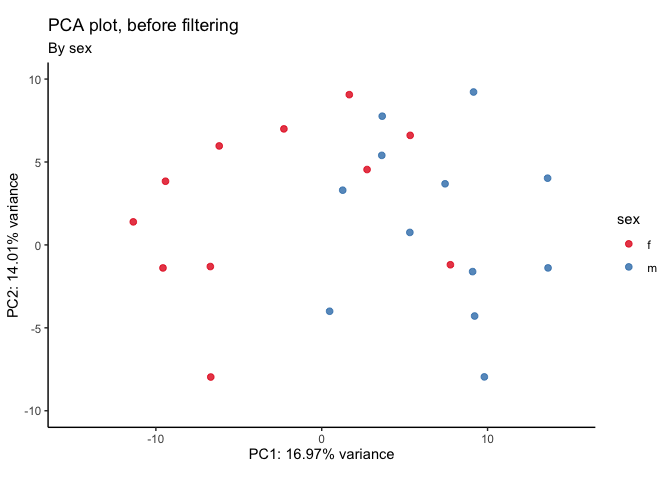 PCA plot, before filtering
By sex
10
5
0
-5
-10
PC2: 14.01% variance
-10
0
10
PC1: 16.97% variance
sex
f
m